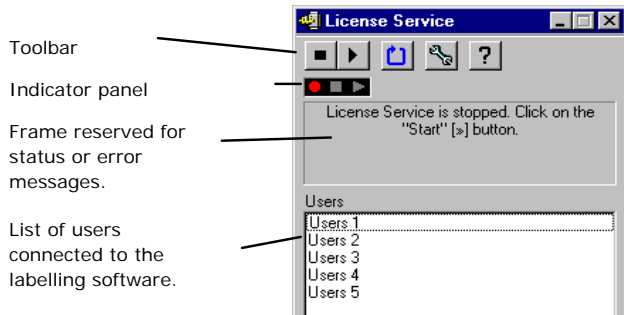 License Service
Toolbar
?
Indicator panel
Frame reserved for
status or error
messages.
License Service is stopped. Click on the
"Start" [»] button.
Users
List of users
connected to the
labelling software.
Users 1
Users 2
Users 3
Users 4
Users 5